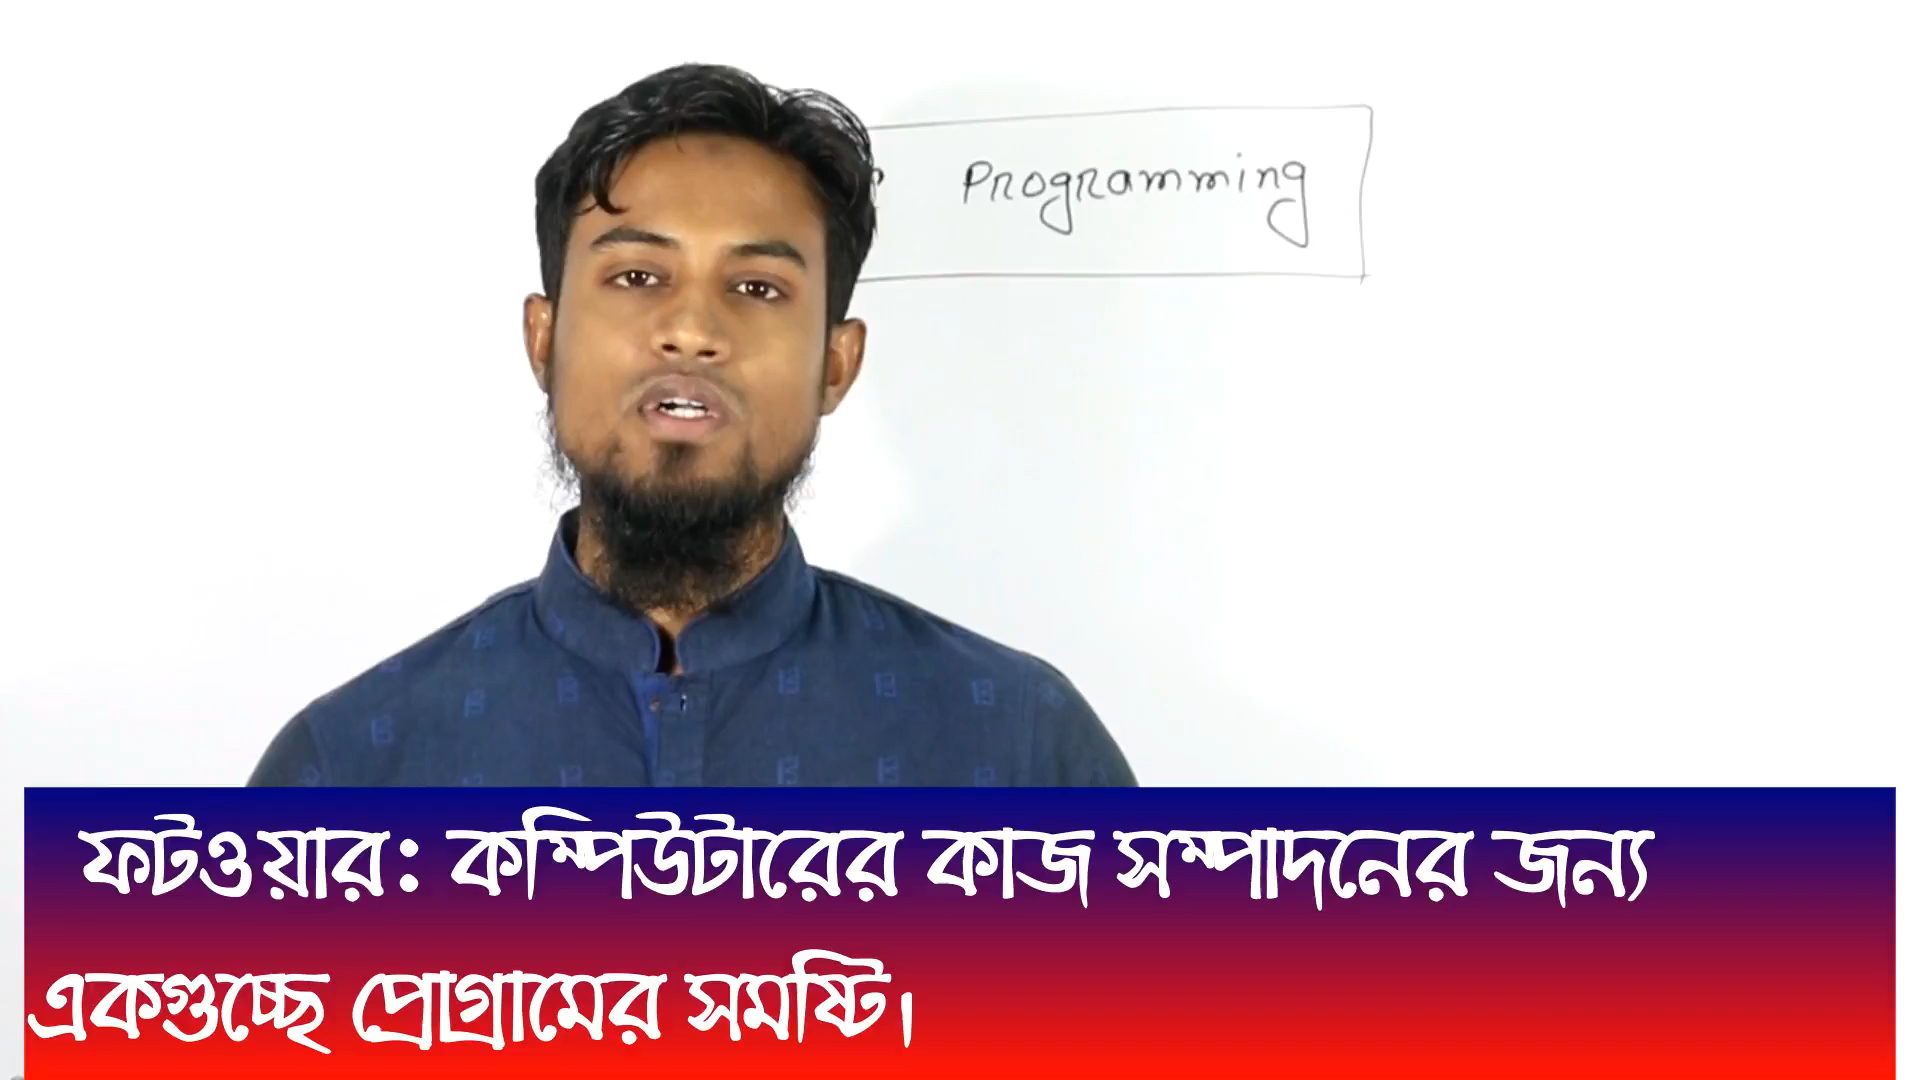 Programming
ফটওয়ার: কম্পিউটারের কাজ সম্পাদনের জন্য
একগুচ্ছে প্রোগ্রামের সমষ্টি।